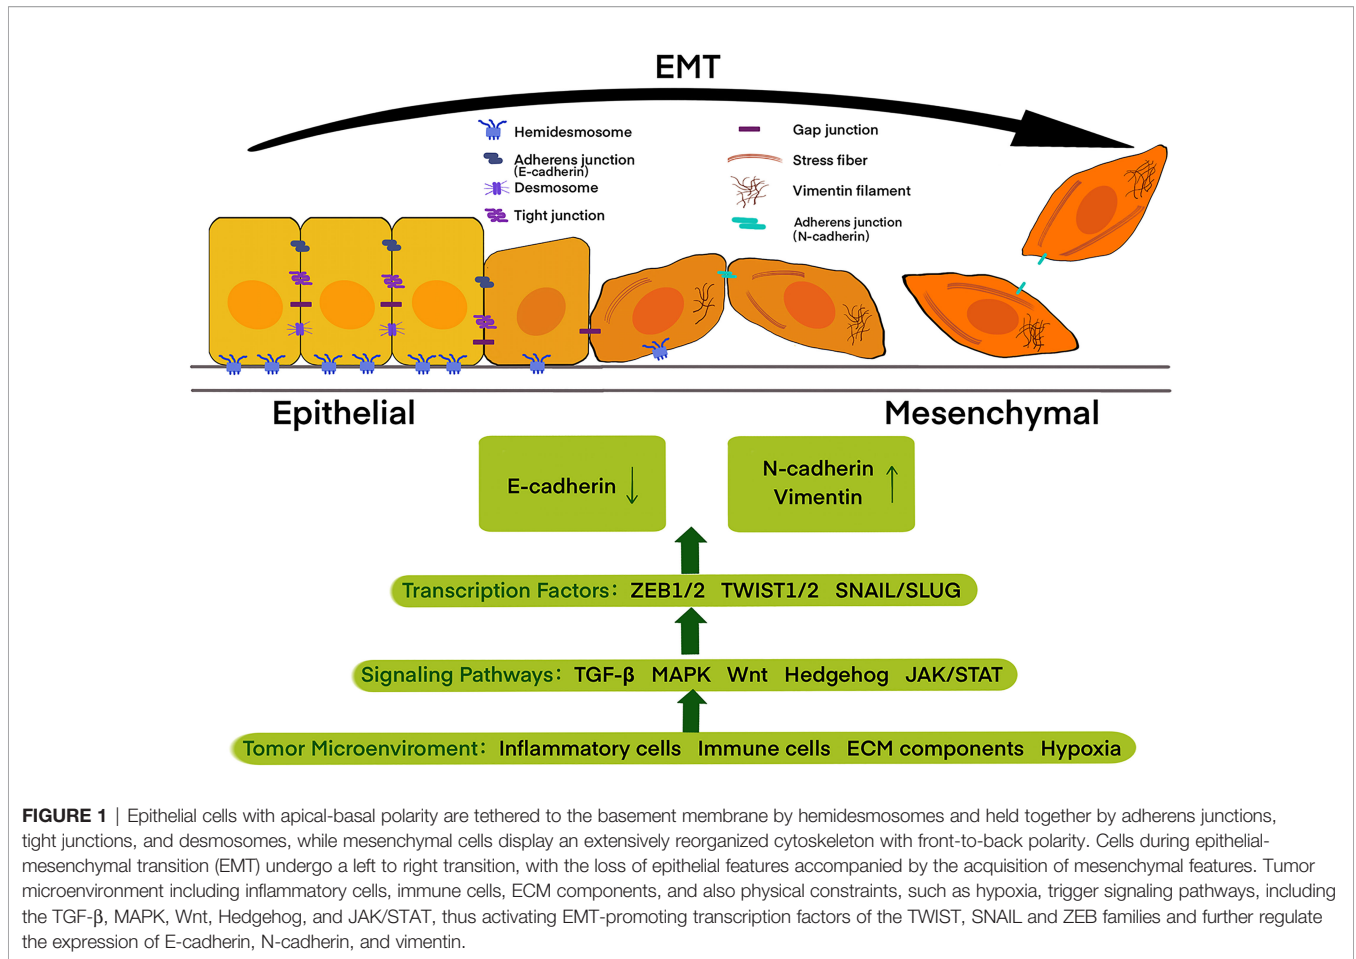 EMT
Hemidesmosome
Adherens junction
(E-cadherin)
Desmosome
Tight junction
Gap junction
Stress fiber
Vimentin filament
Adherens junction
(N-cadherin)
Epithelial
Mesenchymal
E-cadherin ↓
N-cadherin
Vimentin ↑
Transcription Factors: ZEB1/2 TWIST1/2 SNAIL/SLUG
Signaling Pathways: TGF-β MAPK Wnt Hedgehog JAK/STAT
Tomor Microenviroment: Inflammatory cells Immune cells ECM components Hypoxia
FIGURE 1 | Epithelial cells with apical-basal polarity are tethered to the basement membrane by hemidesmosomes and held together by adherens junctions,
tight junctions, and desmosomes, while mesenchymal cells display an extensively reorganized cytoskeleton with front-to-back polarity. Cells during epithelial-
mesenchymal transition (EMT) undergo a left to right transition, with the loss of epithelial features accompanied by the acquisition of mesenchymal features. Tumor
microenvironment including inflammatory cells, immune cells, ECM components, and also physical constraints, such as hypoxia, trigger signaling pathways, including
the TGF-β, MAPK, Wnt, Hedgehog, and JAK/STAT, thus activating EMT-promoting transcription factors of the TWIST, SNAIL and ZEB families and further regulate
the expression of E-cadherin, N-cadherin, and vimentin.